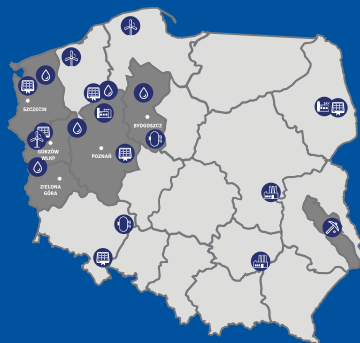 SZCZECIN
BYDGOSZCZ
GORZÓW
WLKP
POZNAŃ
ZIELONA
GÓRA